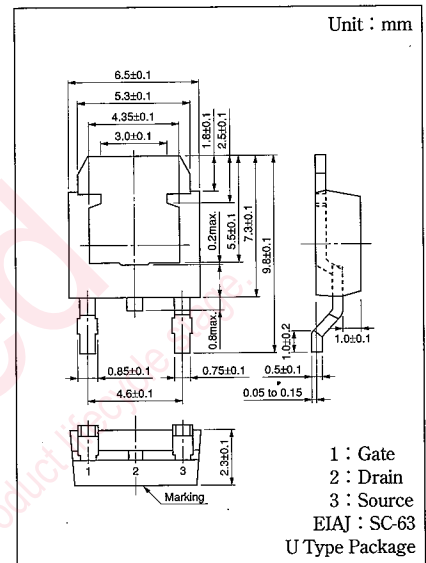 Unit : mm
6.5±0.1
5.3±0.1
4.35±0.1
3.0±0.1
1.8±0.1
2.5±0.1
0.2max.
5.5±0.1
7.3±0.1
9.8±0.1
0.8max.
1.0±0.2
1.0±0.1
0.85±0.1
0.75±0.1
0.5±0.1
4.6±0.1
0.05 to 0.15
1
2
3
2.3±0.1
Marking
1 : Gate
2 : Drain
3 : Source
EIAJ : SC-63
U Type Package
ed
oduct lifecycle stage.